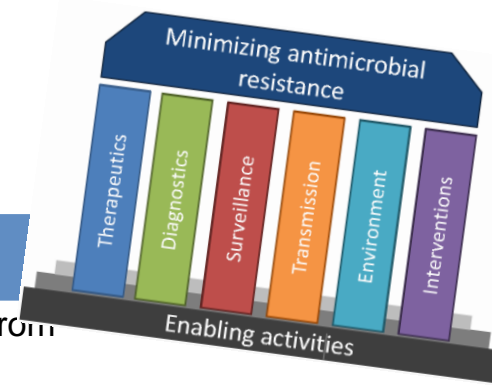 Minimizing antimicrobial
resistance
Therapeutics
Diagnostics
Surveillance
Transmission
Environment
Interventions
Enabling activities